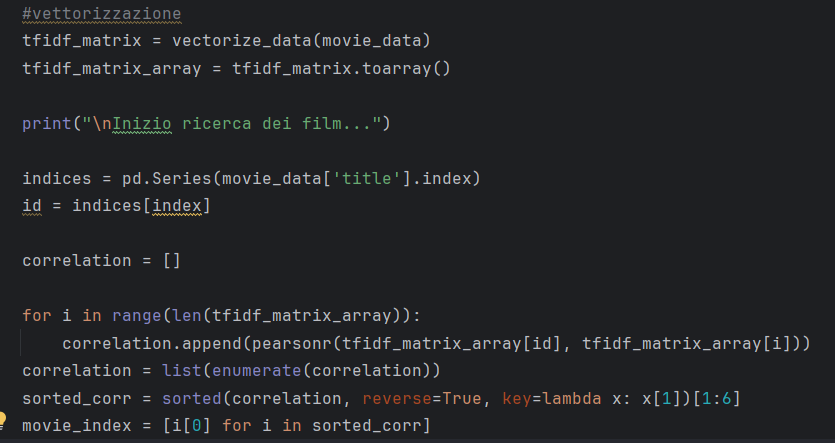 #vettorizzazione
tfidf_matrix = vectorize_data(movie_data)
tfidf_matrix_array = tfidf_matrix.toarray()
print("\nInizio ricerca dei film...")
indices = pd.Series(movie_data['title'].index)
id = indices[index]
correlation = []
for i in range(len(tfidf_matrix_array)):
    correlation.append(pearsonr(tfidf_matrix_array[id], tfidf_matrix_array[i]))
correlation = list(enumerate(correlation))
sorted_corr = sorted(correlation, reverse=True, key=lambda x: x[1])[1:6]
movie_index = [i[0] for i in sorted_corr]